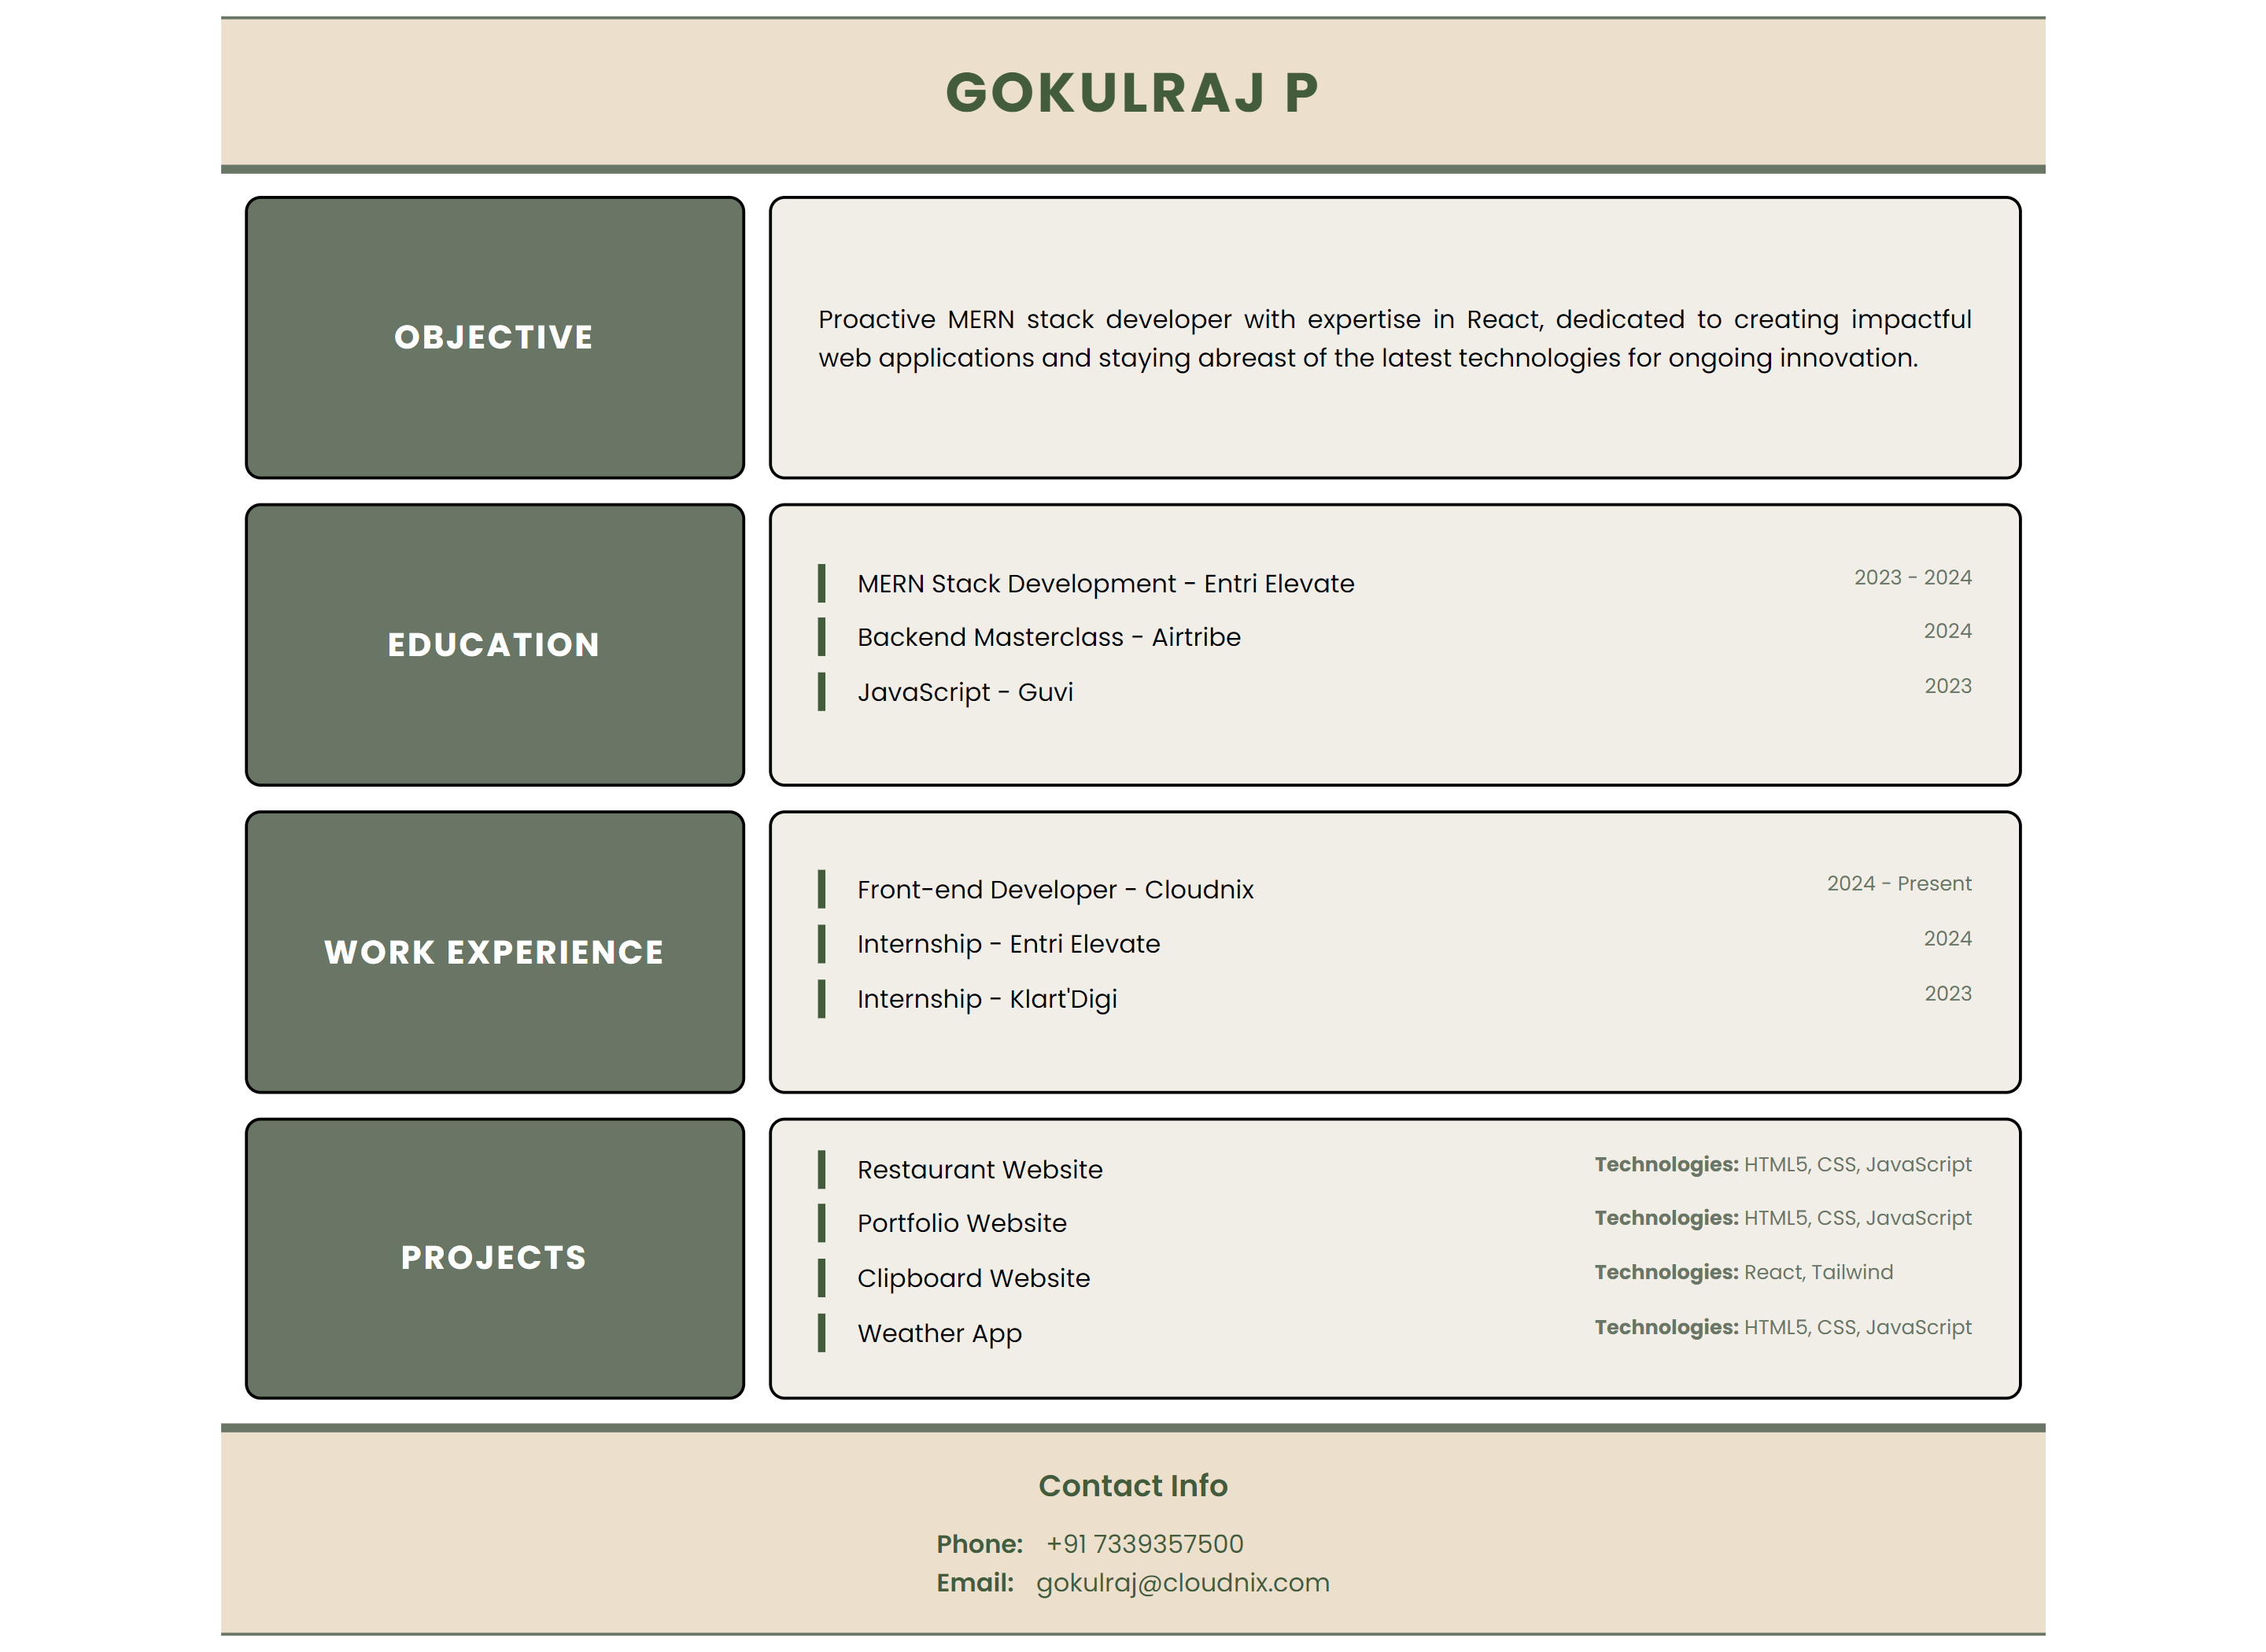 GOKULRAJ P
OBJECTIVE
Proactive MERN stack developer with expertise in React, dedicated to creating impactful
web applications and staying abreast of the latest technologies for ongoing innovation.
EDUCATION
MERN Stack Development - Entri Elevate 2023 - 2024
Backend Masterclass - Airtribe 2024
JavaScript - Guvi 2023
WORK EXPERIENCE
Front-end Developer - Cloudnix 2024 - Present
Internship - Entri Elevate 2024
Internship - Klart'Digi 2023
PROJECTS
Restaurant Website Technologies: HTML5, CSS, JavaScript
Portfolio Website Technologies: HTML5, CSS, JavaScript
Clipboard Website Technologies: React, Tailwind
Weather App Technologies: HTML5, CSS, JavaScript
Contact Info
Phone: +91 7339357500
Email: gokulraj@cloudnix.com